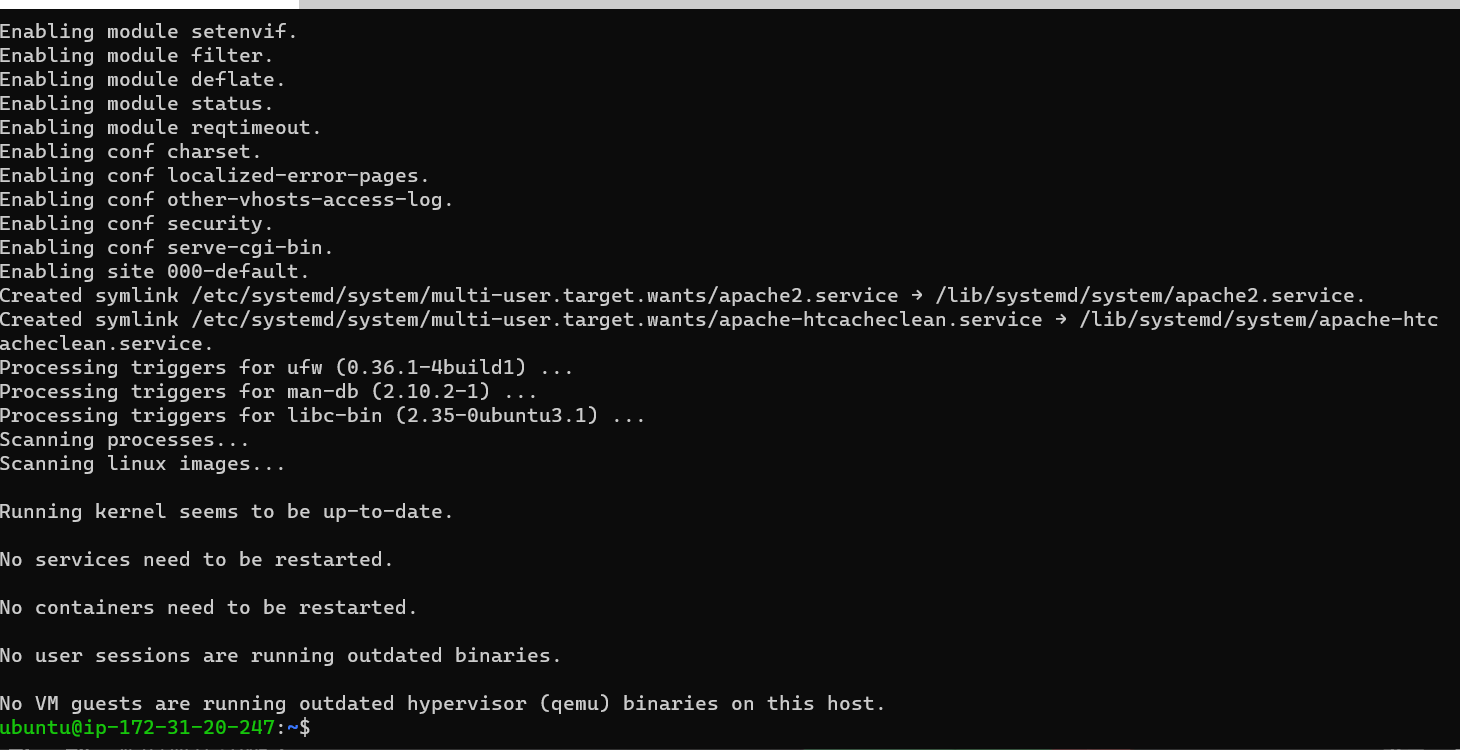 Enabling module setenvif.
Enabling module filter.
Enabling module deflate.
Enabling module status.
Enabling module reqtimeout.
Enabling conf charset.
Enabling conf localized-error-pages.
Enabling conf other-vhosts-access-log.
Enabling conf security.
Enabling conf serve-cgi-bin.
Enabling site 000-default.
Created symlink /etc/systemd/system/multi-user.target.wants/apache2.service → /lib/systemd/system/apache2.service.
Created symlink /etc/systemd/system/multi-user.target.wants/apache-htcacheclean.service → /lib/systemd/system/apache-htc
acheclean.service.
Processing triggers for ufw (0.36.1-4build1) ...
Processing triggers for man-db (2.10.2-1) ...
Processing triggers for libc-bin (2.35-0ubuntu3.1) ...
Scanning processes...
Scanning linux images...
Running kernel seems to be up-to-date.
No services need to be restarted.
No containers need to be restarted.
No user sessions are running outdated binaries.
No VM guests are running outdated hypervisor (qemu) binaries on this host.
ubuntu@ip-172-31-20-247:~$